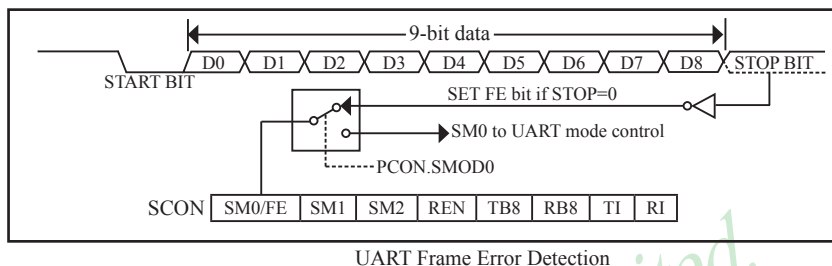 9-bit data
D0 D1 D2 D3 D4 D5 D6 D7 D8 STOP BIT
START BIT
SET FE bit if STOP=0
SM0 to UART mode control
PCON.SMOD0
SCON SM0/FE SM1 SM2 REN TB8 RB8 TI RI
UART Frame Error Detection